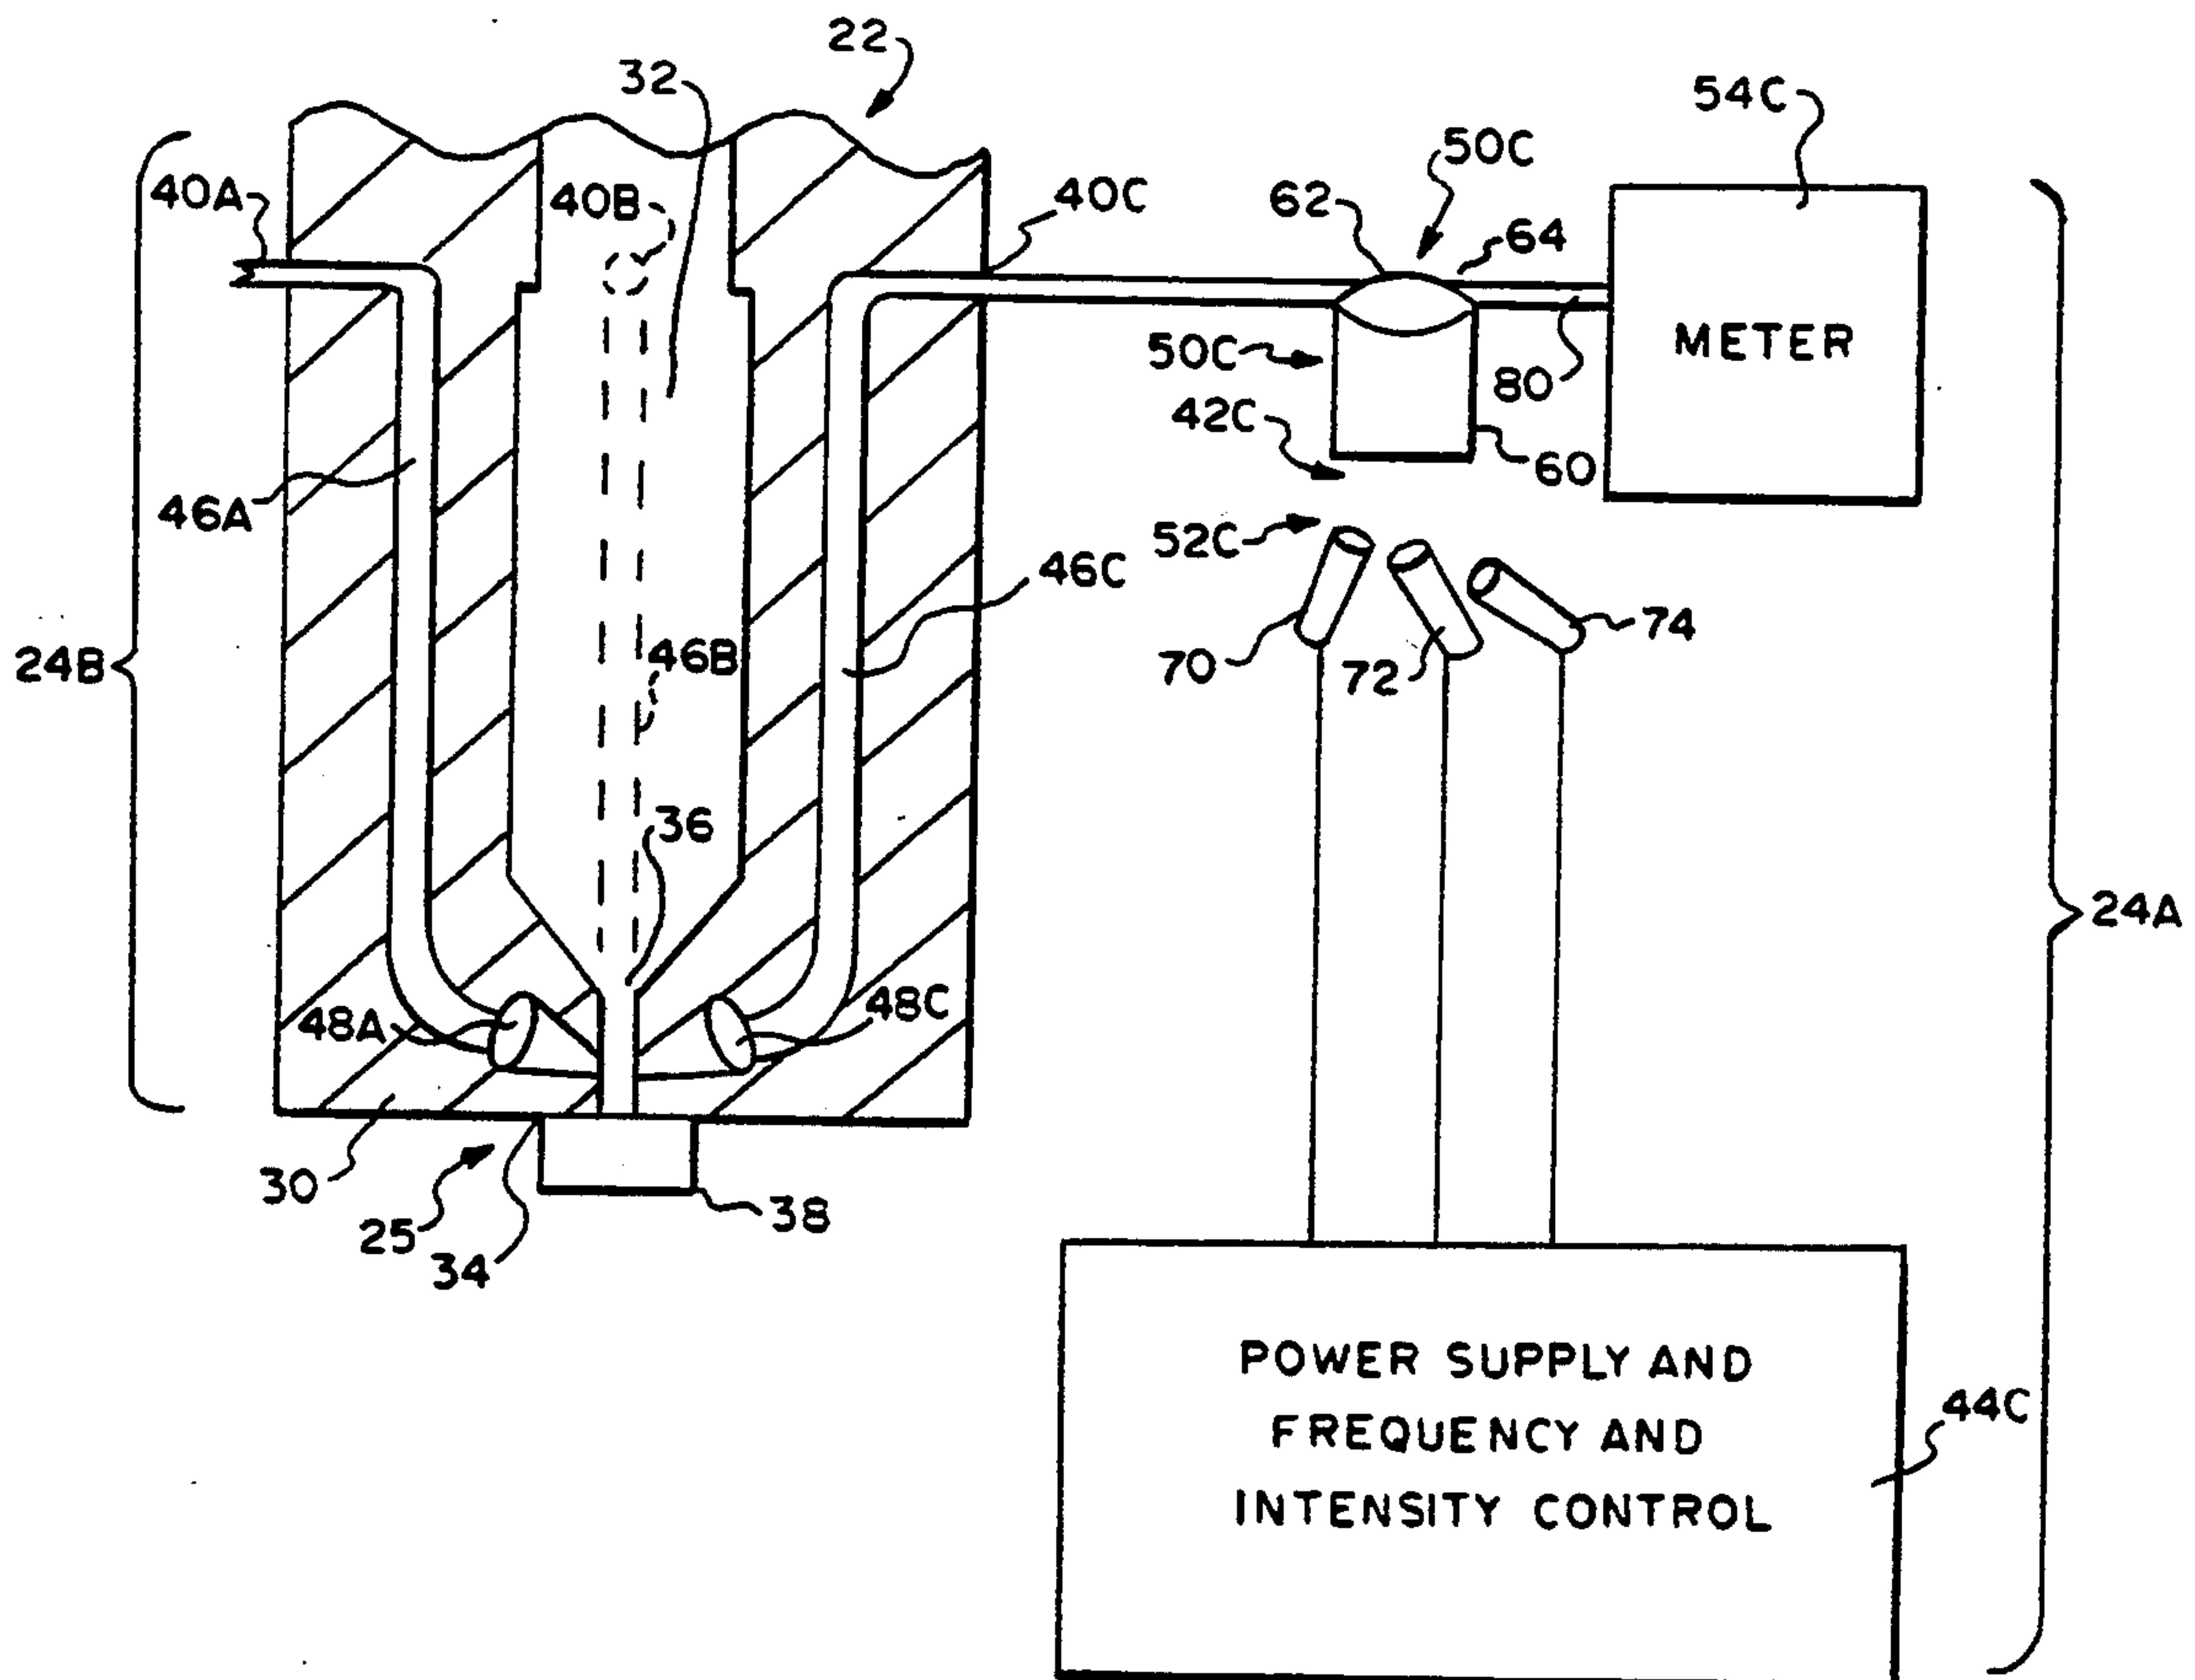 22
32
54C
50C
40A
40B
40C
62
64
METER
50C
80
42C
60
46A
52C
46C
24B
46B
70
72
74
36
24A
48A
48C
30
25
34
38
44C
POWER SUPPLY AND
FREQUENCY AND
INTENSITY CONTROL